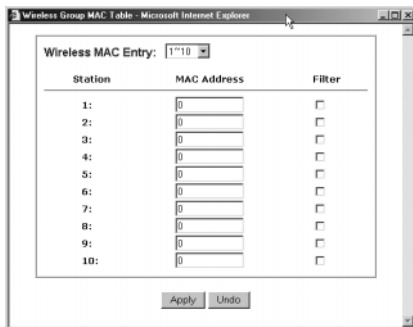 Wireless Group MAC Table - Microsoft Internet Explorer
Wireless MAC Entry: 1~10
Station MAC Address Filter
1: 0
2: 0
3: 0
4: 0
5: 0
6: 0
7: 0
8: 0
9: 0
10: 0
Apply Undo